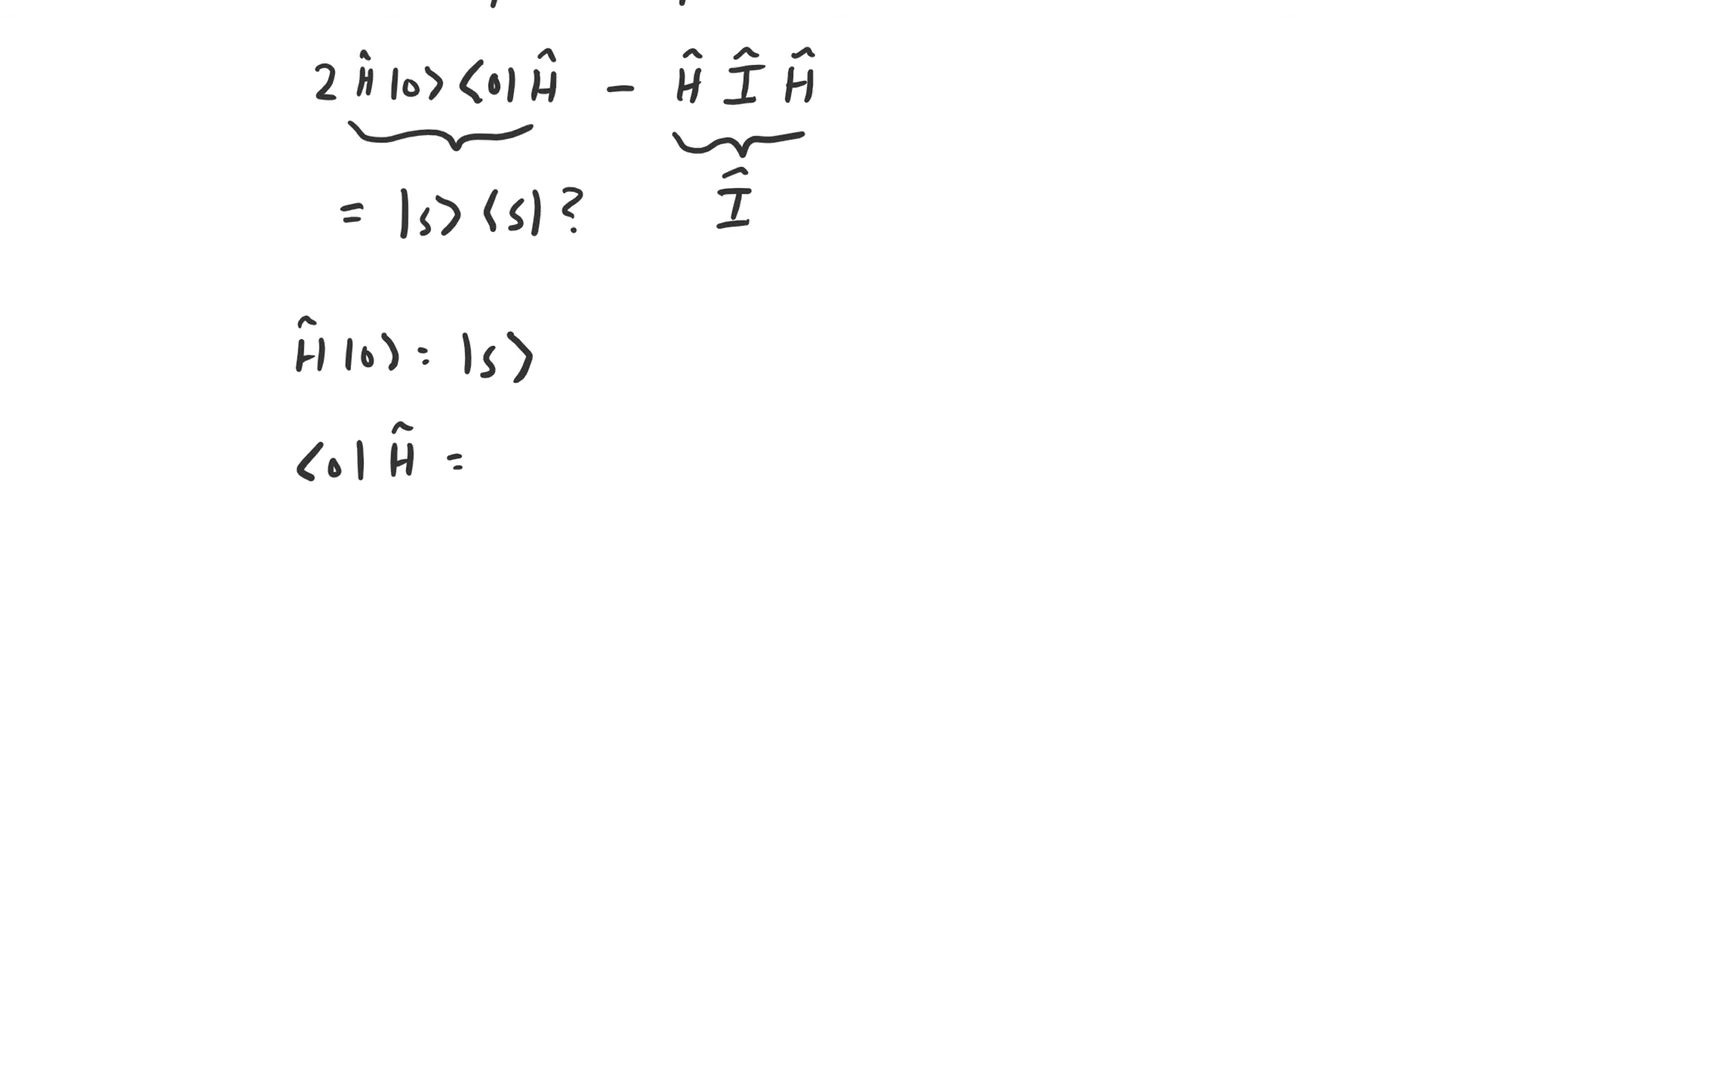 2 Ĥ |0> <0| Ĥ - Ĥ Î Ĥ
= |s> <s| ? Î
Ĥ |0> = |s>
<0| Ĥ =